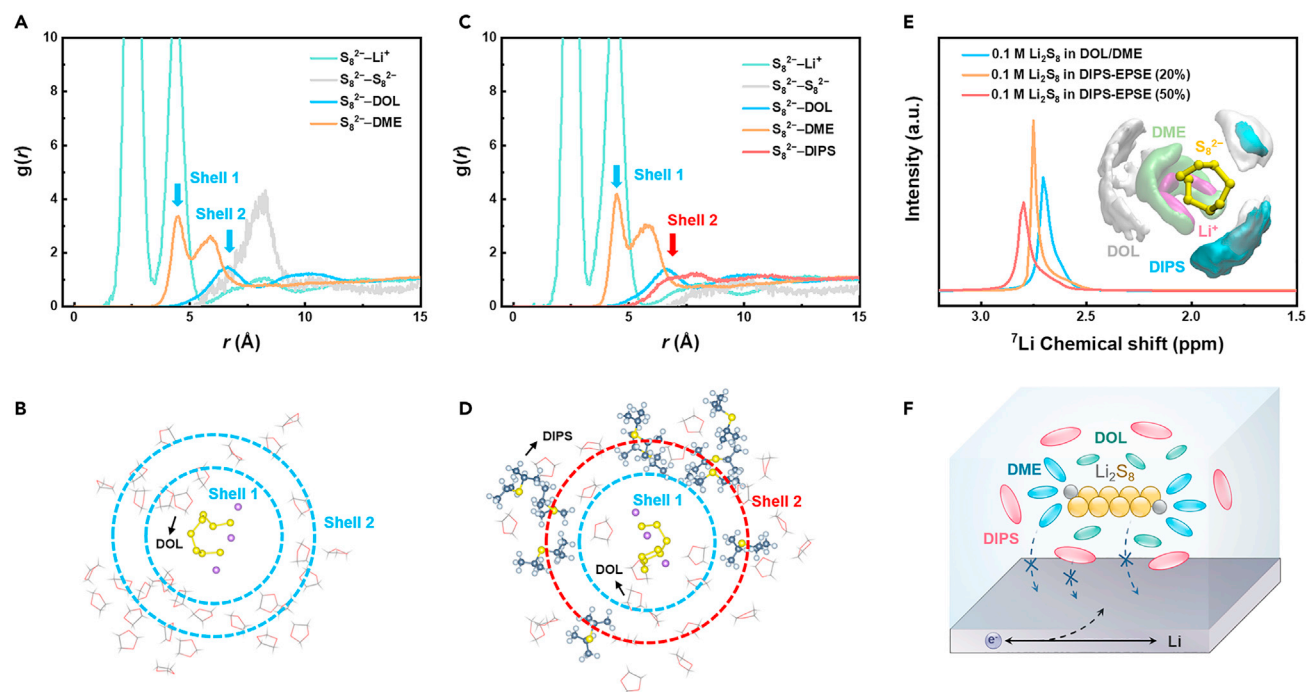 A
10
8
6
4
2
0
g(r)
0
5
10
15
r (Å)
S₈²⁻–Li⁺
S₈²⁻–S₈²⁻
S₈²⁻–DOL
S₈²⁻–DME
Shell 1
Shell 2
C
10
8
6
4
2
0
g(r)
0
5
10
15
r (Å)
S₈²⁻–Li⁺
S₈²⁻–S₈²⁻
S₈²⁻–DOL
S₈²⁻–DME
S₈²⁻–DIPS
Shell 1
Shell 2
E
Intensity (a.u.)
0.1 M Li₂S₈ in DOL/DME
0.1 M Li₂S₈ in DIPS-EPSE (20%)
0.1 M Li₂S₈ in DIPS-EPSE (50%)
DME
S₈²⁻
DOL
Li⁺
DIPS
3.0
2.5
2.0
1.5
⁷Li Chemical shift (ppm)
B
Shell 1
Shell 2
DOL
D
DIPS
Shell 1
Shell 2
DOL
F
DOL
DME
Li₂S₈
DIPS
e⁻
Li